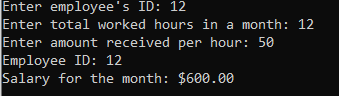 Enter employee's ID: 12
Enter total worked hours in a month: 12
Enter amount received per hour: 50
Employee ID: 12
Salary for the month: $600.00